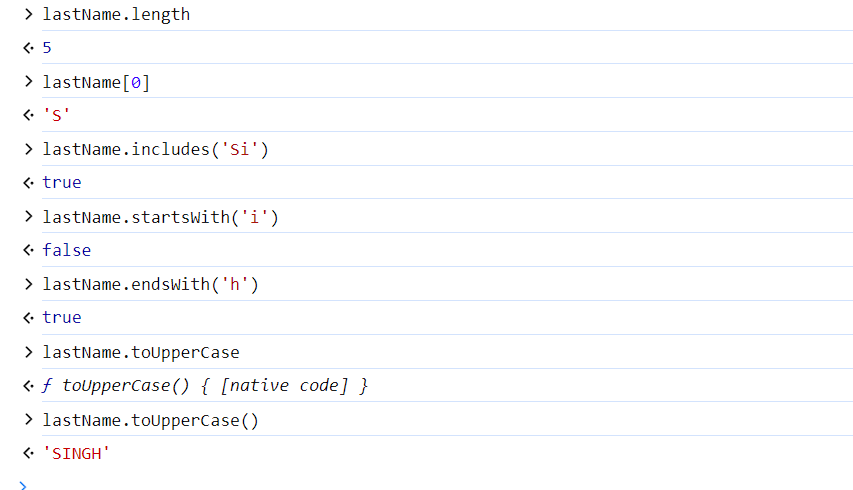 > lastName.length
<· 5
> lastName[0]
<· 'S'
> lastName.includes('Si')
<· true
> lastName.startsWith('i')
<· false
> lastName.endsWith('h')
<· true
> lastName.toUpperCase
<· ƒ toUpperCase() { [native code] }
> lastName.toUpperCase()
<· 'SINGH'
>